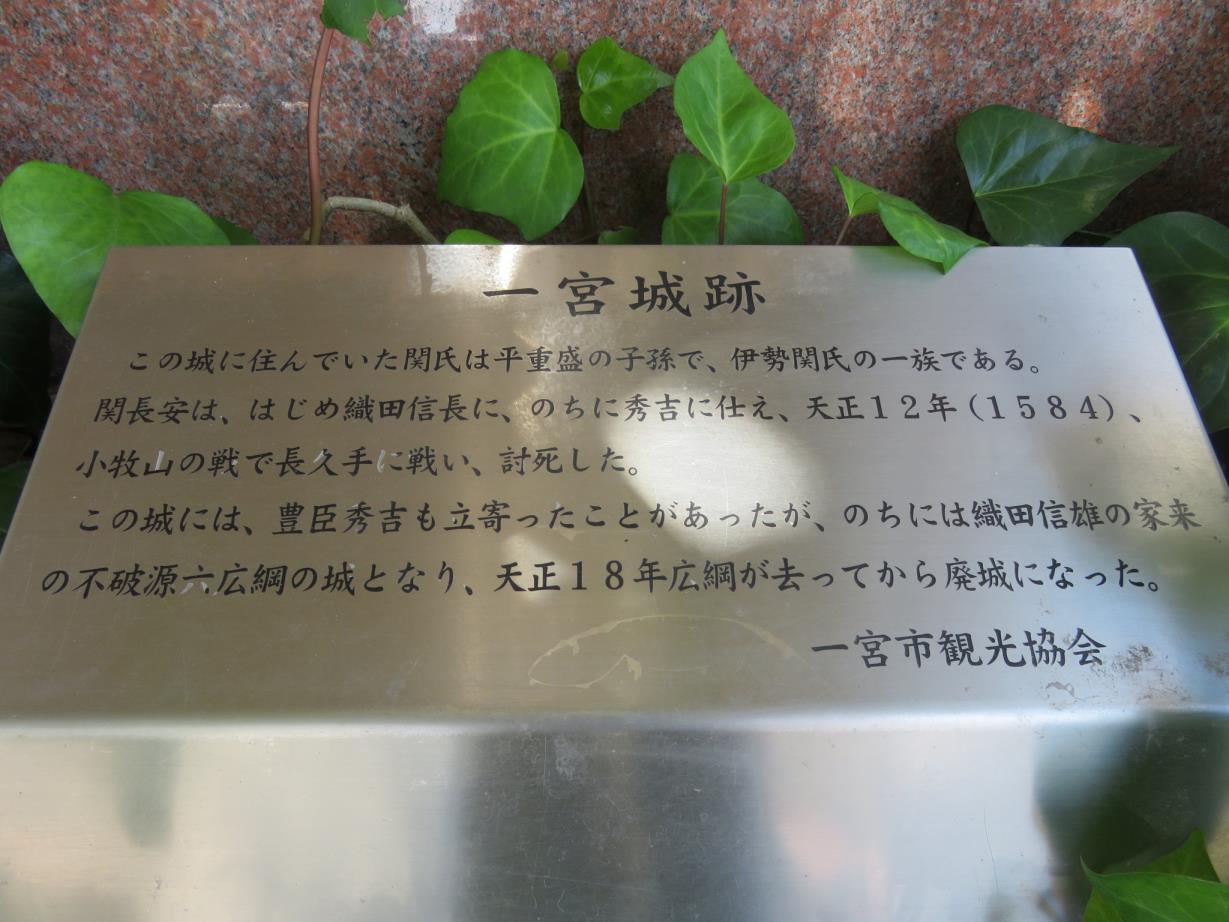 一宮城跡
この城に住んでいた関氏は平重盛の子孫で、伊勢関氏の一族である。
関長安は、はじめ織田信長に、のちに秀吉に仕え、天正１２年（１５８４）、
小牧山の戦で長久手に戦い、討死した。
この城には、豊臣秀吉も立寄ったことがあったが、のちには織田信雄の家来
の不破源六広綱の城となり、天正１８年広綱が去ってから廃城になった。
一宮市観光協会